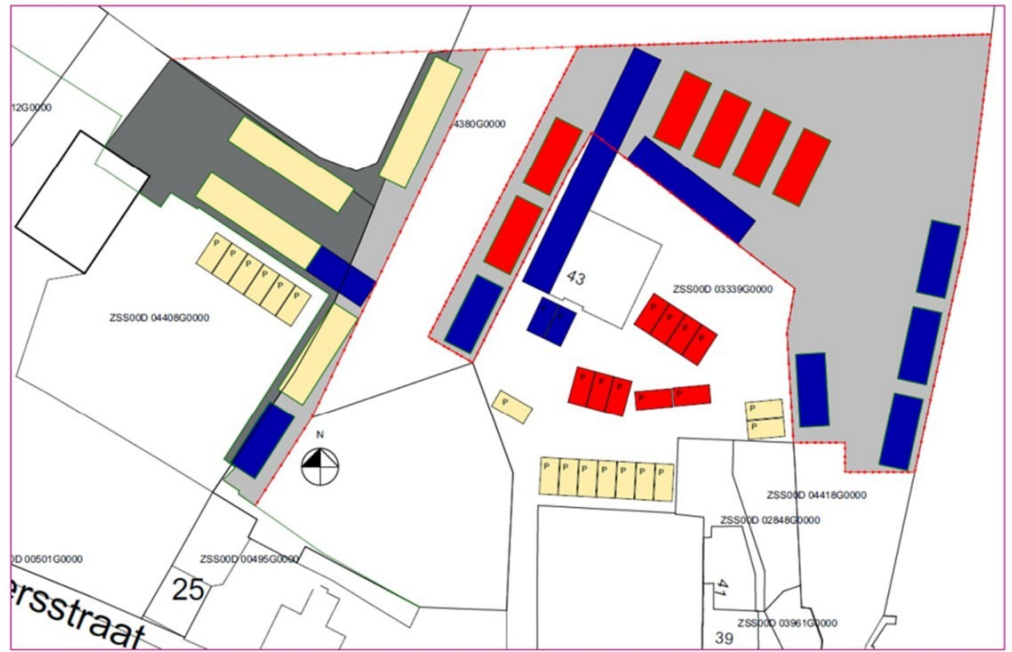 12G0000
4380G0000
P P P P P P
ZSS00D 04408G0000
43
ZSS00D 03339G0000
P
P P P P
P P P
P P
P
P
P
N
P P P P P P P
ZSS00D 04418G0000
ZSS00D 02848G0000
0D 00501G0000
ZSS00D 00495G0000
25
41
ersstraat
ZSS00D 03961G0000
39